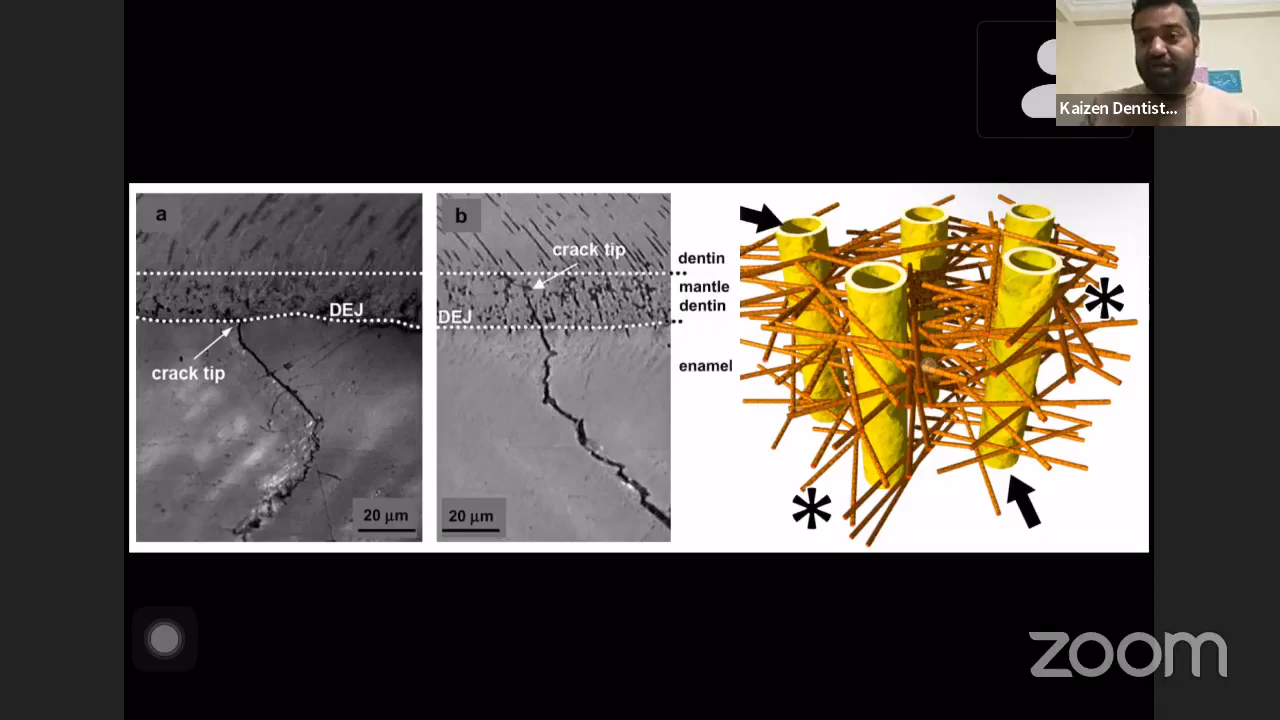 Kaizen Dentist...
a
crack tip
DEJ
20 µm
b
crack tip
DEJ
20 µm
dentin
mantle
dentin
enamel
*
*
zoom